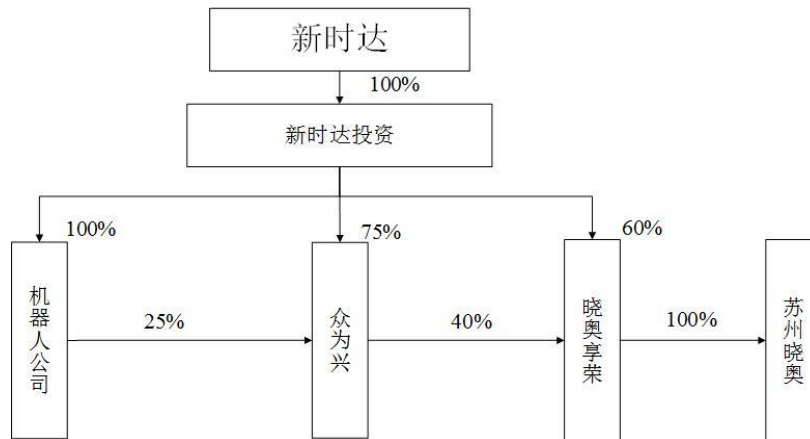 新时达
100%
新时达投资
100%
75%
60%
机器人公司
25%
众为兴
40%
晓奥享荣
100%
苏州晓奥